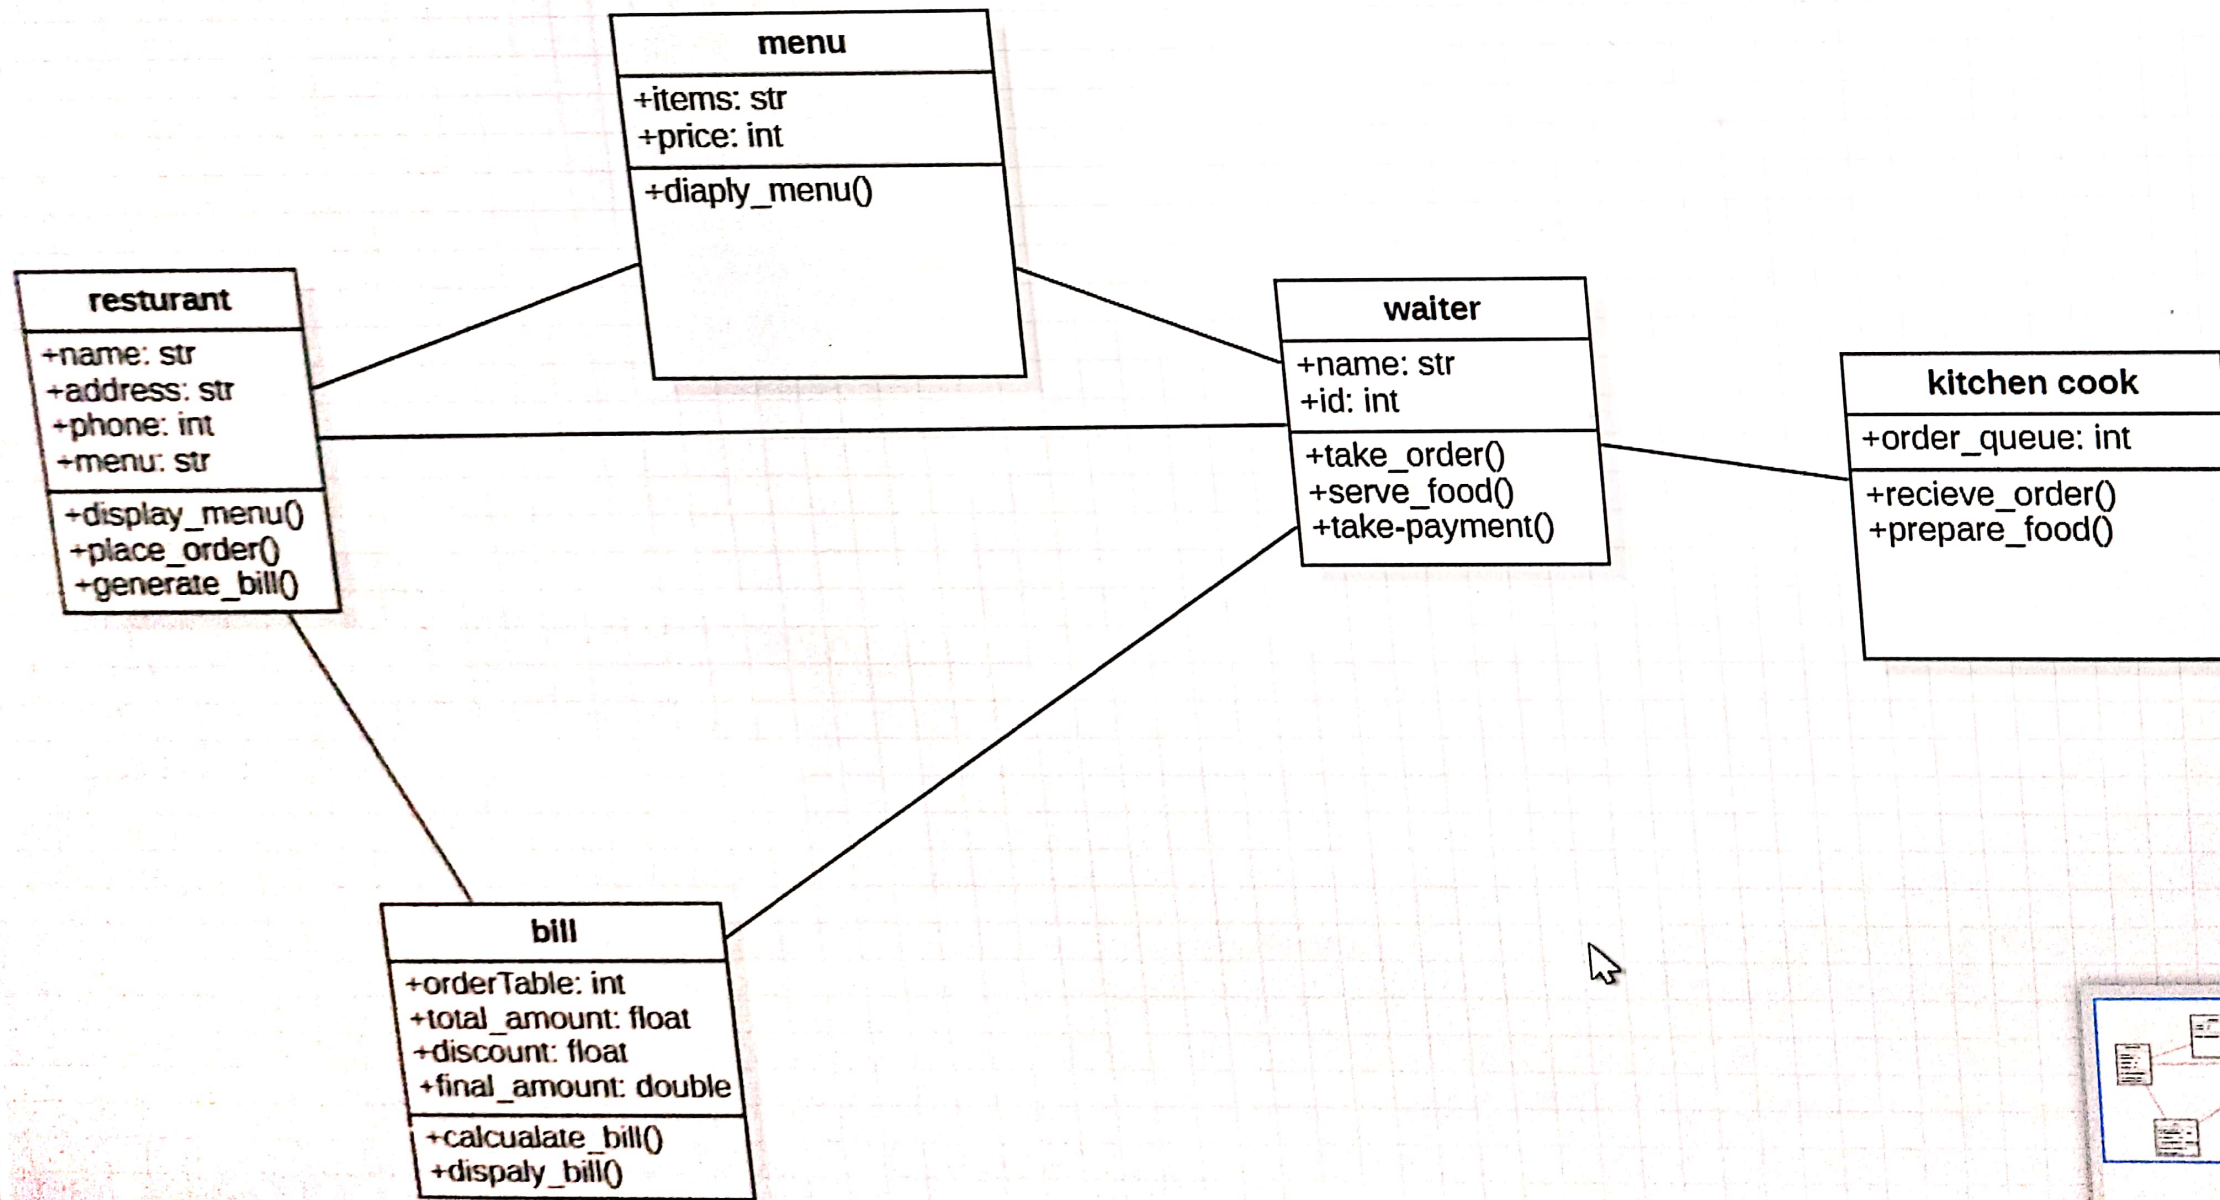 menu
+items: str
+price: int
+diaply_menu()
resturant
+name: str
+address: str
+phone: int
+menu: str
+display_menu()
+place_order()
+generate_bill()
waiter
+name: str
+id: int
+take_order()
+serve_food()
+take-payment()
kitchen cook
+order_queue: int
+recieve_order()
+prepare_food()
bill
+orderTable: int
+total_amount: float
+discount: float
+final_amount: double
+calcualate_bill()
+dispaly_bill()